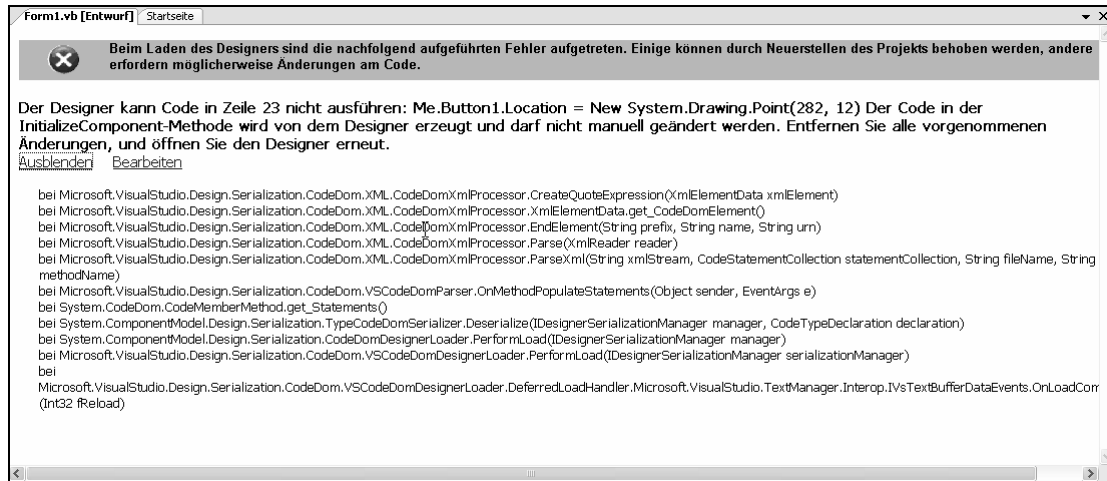 Form1.vb [Entwurf] Startseite
Beim Laden des Designers sind die nachfolgend aufgeführten Fehler aufgetreten. Einige können durch Neuerstellen des Projekts behoben werden, andere
erfordern möglicherweise Änderungen am Code.
Der Designer kann Code in Zeile 23 nicht ausführen: Me.Button1.Location = New System.Drawing.Point(282, 12) Der Code in der
InitializeComponent-Methode wird von dem Designer erzeugt und darf nicht manuell geändert werden. Entfernen Sie alle vorgenommenen
Änderungen, und öffnen Sie den Designer erneut.
Ausblenden Bearbeiten
bei Microsoft.VisualStudio.Design.Serialization.CodeDom.XML.CodeDomXmlProcessor.CreateQuoteExpression(XmlElementData xmlElement)
bei Microsoft.VisualStudio.Design.Serialization.CodeDom.XML.CodeDomXmlProcessor.XmlElementData.get_CodeDomElement()
bei Microsoft.VisualStudio.Design.Serialization.CodeDom.XML.CodeDomXmlProcessor.EndElement(String prefix, String name, String urn)
bei Microsoft.VisualStudio.Design.Serialization.CodeDom.XML.CodeDomXmlProcessor.Parse(XmlReader reader)
bei Microsoft.VisualStudio.Design.Serialization.CodeDom.XML.CodeDomXmlProcessor.ParseXml(String xmlStream, CodeStatementCollection statementCollection, String fileName, String
methodName)
bei Microsoft.VisualStudio.Design.Serialization.CodeDom.VSCodeDomParser.OnMethodPopulateStatements(Object sender, EventArgs e)
bei System.CodeDom.CodeMemberMethod.get_Statements()
bei System.ComponentModel.Design.Serialization.TypeCodeDomSerializer.Deserialize(IDesignerSerializationManager manager, CodeTypeDeclaration declaration)
bei System.ComponentModel.Design.Serialization.CodeDomDesignerLoader.PerformLoad(IDesignerSerializationManager manager)
bei Microsoft.VisualStudio.Design.Serialization.CodeDom.VSCodeDomDesignerLoader.PerformLoad(IDesignerSerializationManager serializationManager)
bei
Microsoft.VisualStudio.Design.Serialization.CodeDom.VSCodeDomDesignerLoader.DeferredLoadHandler.Microsoft.VisualStudio.TextManager.Interop.IVsTextBufferDataEvents.OnLoadCom
(Int32 fReload)